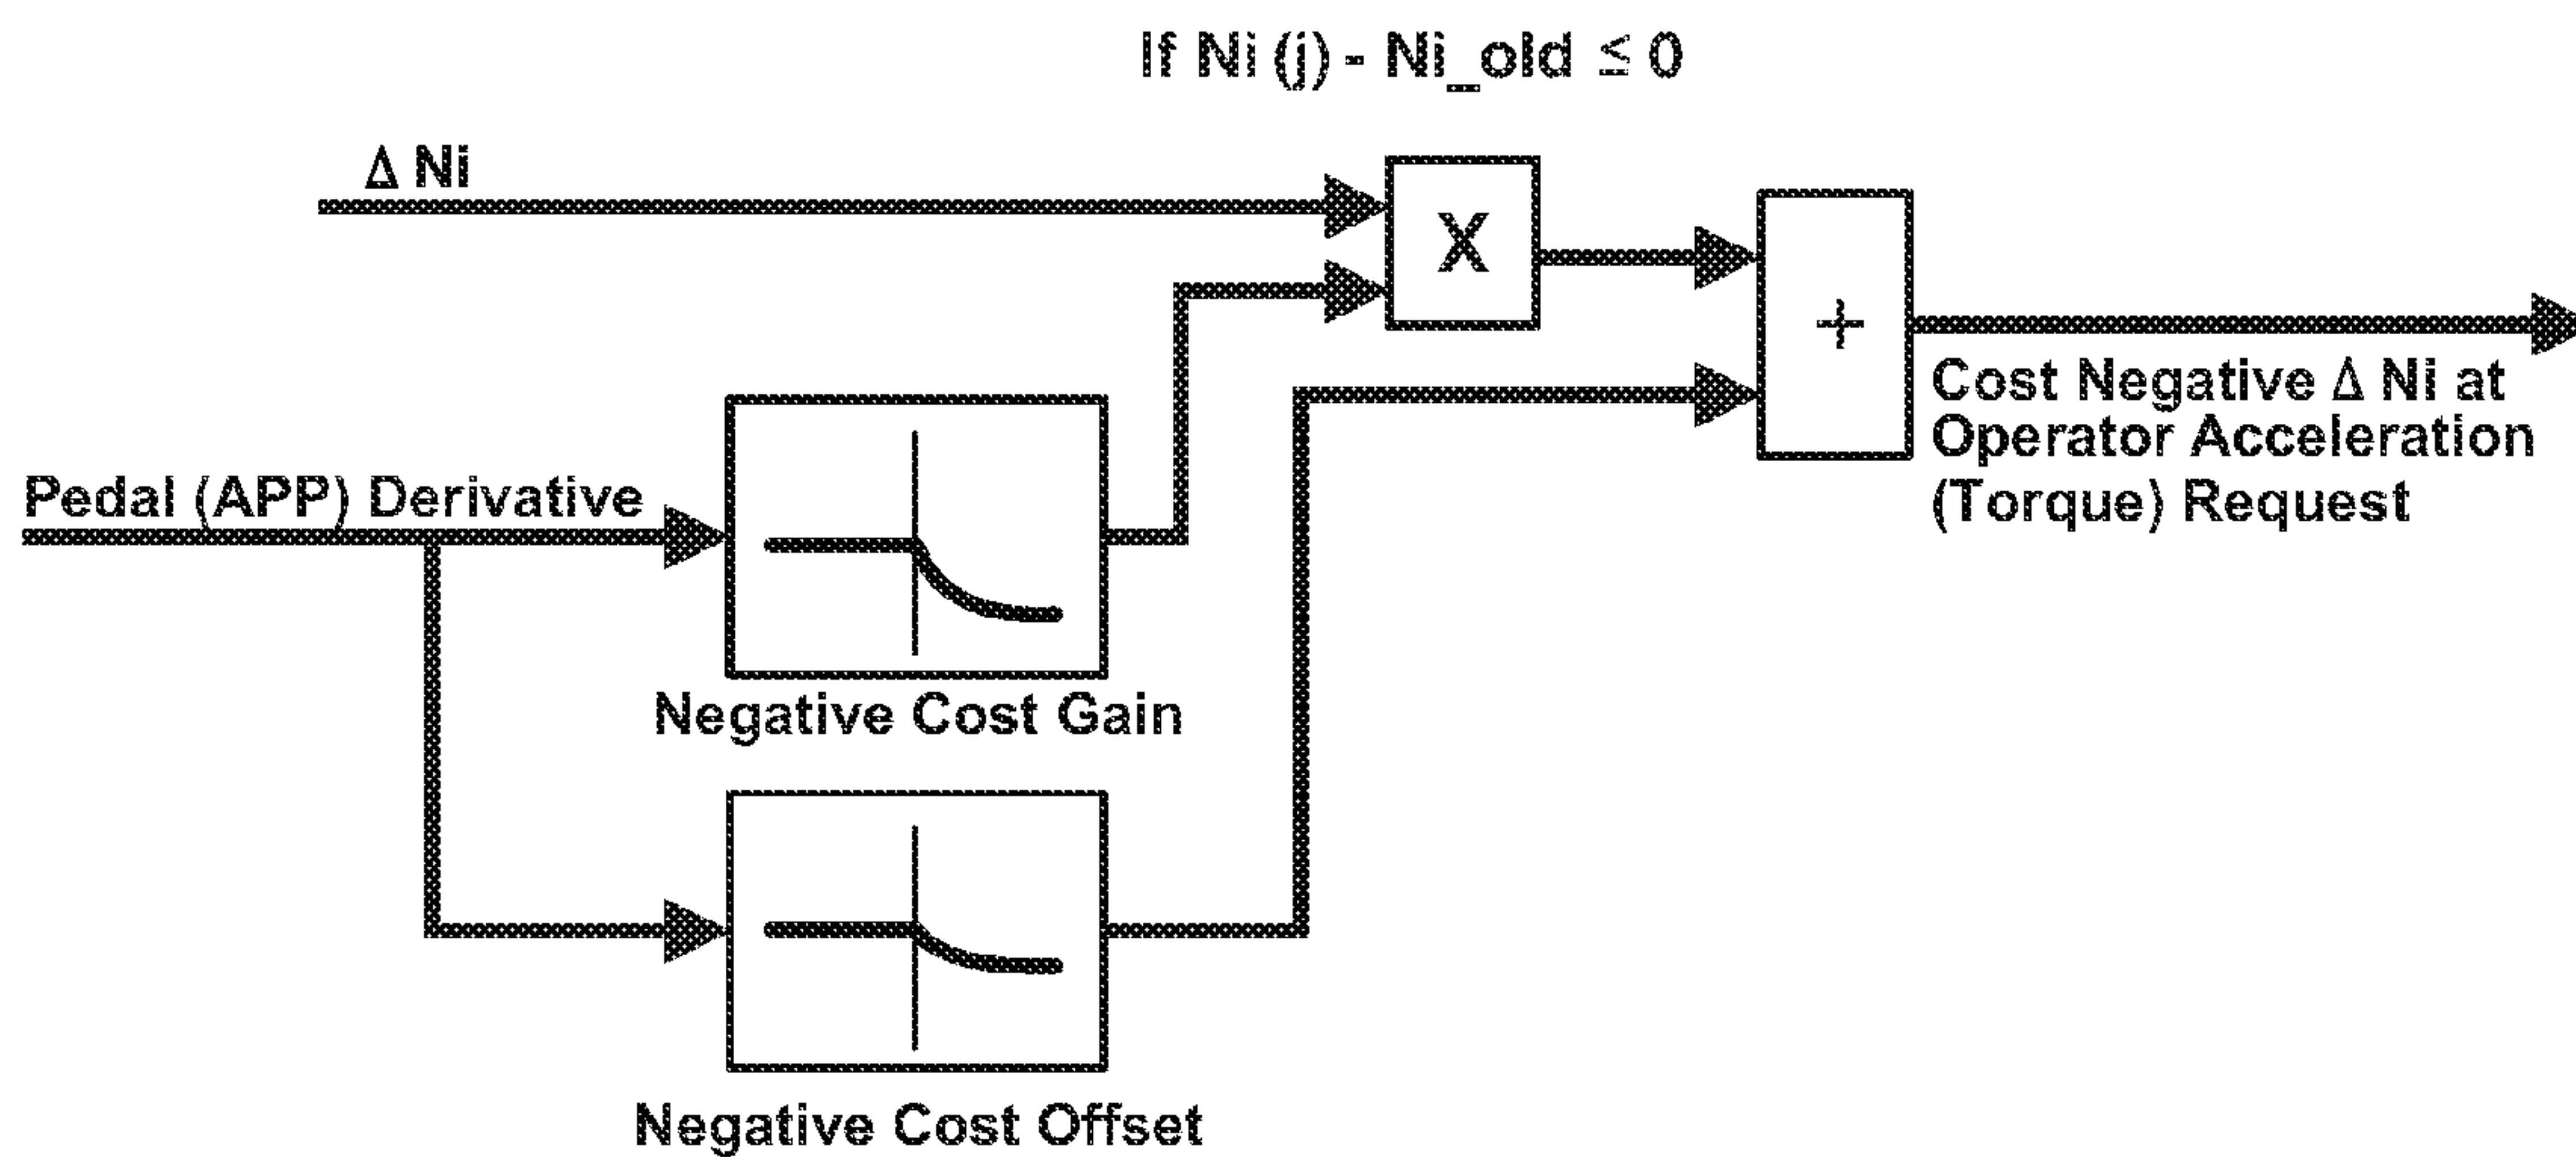 If Ni (j) - Ni_old ≤ 0
Δ Ni
X
+
Cost Negative Δ Ni at
Operator Acceleration
(Torque) Request
Pedal (APP) Derivative
Negative Cost Gain
Negative Cost Offset